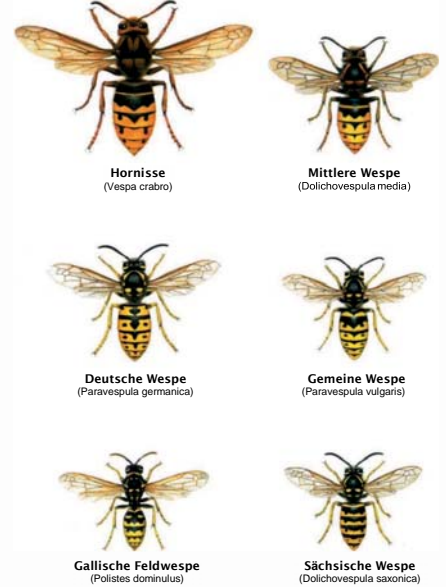 Hornisse
(Vespa crabro)
Mittlere Wespe
(Dolichovespula media)
Deutsche Wespe
(Paravespula germanica)
Gemeine Wespe
(Paravespula vulgaris)
Gallische Feldwespe
(Polistes dominulus)
Sächsische Wespe
(Dolichovespula saxonica)